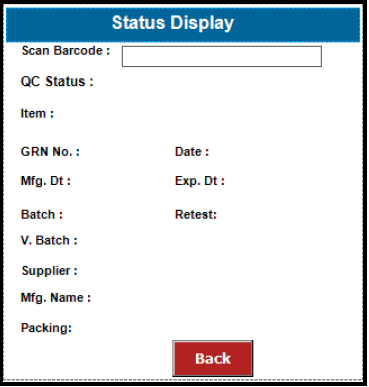 Status Display
Scan Barcode :
QC Status :
Item :
GRN No. : Date :
Mfg. Dt : Exp. Dt :
Batch : Retest:
V. Batch :
Supplier :
Mfg. Name :
Packing:
Back